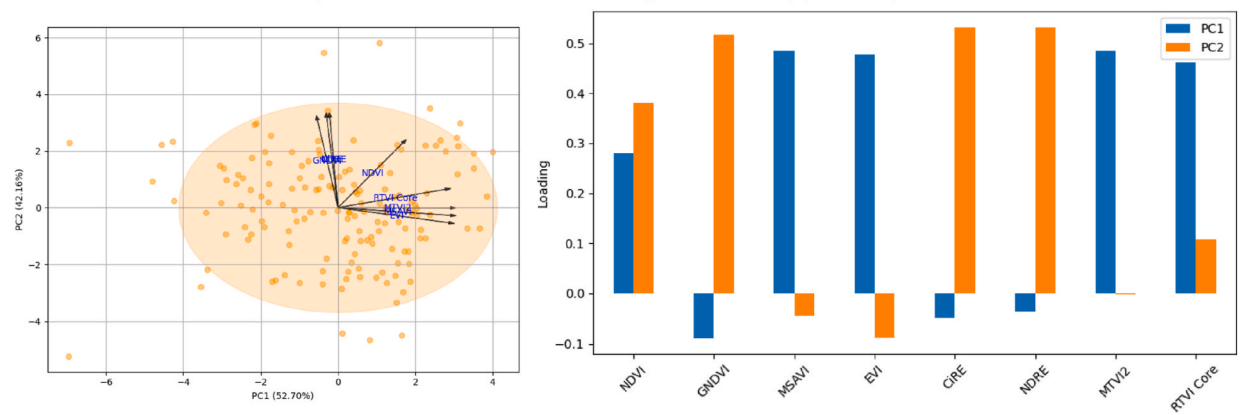 6
4
2
0
−2
−4
PC2 (42.16%)
−6
−4
−2
0
2
4
PC1 (52.70%)
GNDVI
NDVI
RTVI Core
MTVI2
EVI
Loading
0.5
0.4
0.3
0.2
0.1
0.0
−0.1
PC1
PC2
NDVI
GNDVI
MSAVI
EVI
CiRE
NDRE
MTVI2
RTVI Core